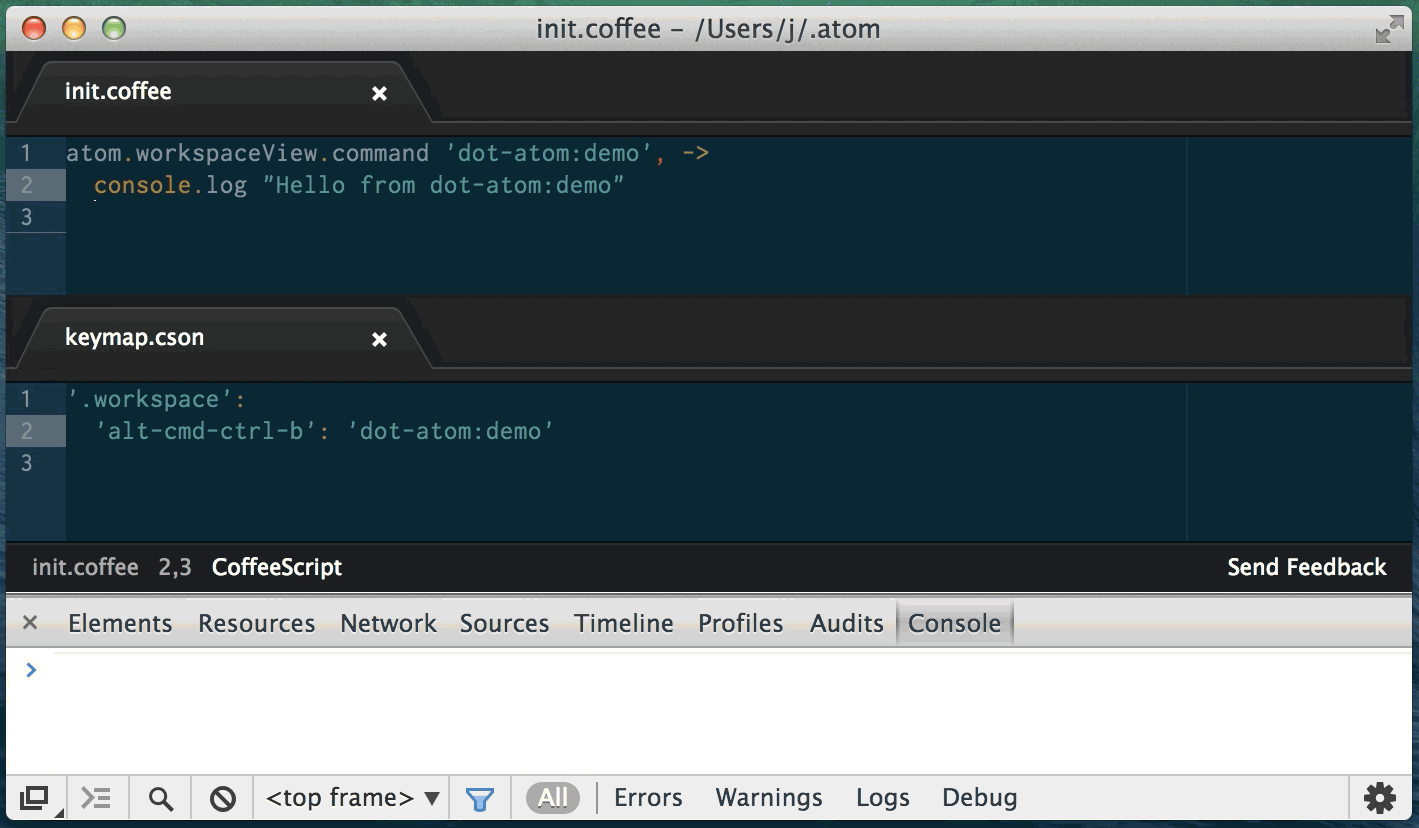 init.coffee – /Users/j/.atom
init.coffee ×
1 atom.workspaceView.command 'dot-atom:demo', ->
2 console.log "Hello from dot-atom:demo"
3
keymap.cson ×
1 '.workspace':
2 'alt-cmd-ctrl-b': 'dot-atom:demo'
3
init.coffee 2,3 CoffeeScript Send Feedback
× Elements Resources Network Sources Timeline Profiles Audits Console
>
<top frame> ▼ All Errors Warnings Logs Debug